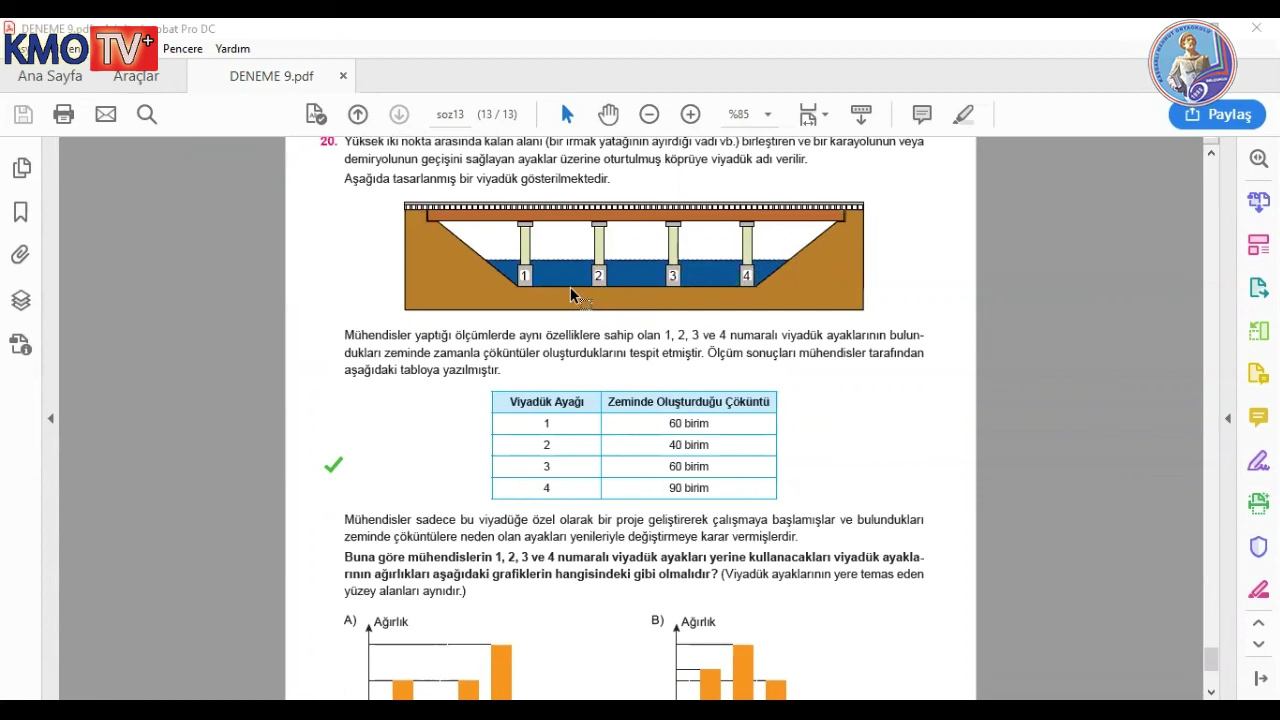 DENEME 9.pdf
obat Pro DC
KMO TV+
Pencere
Yardım
Ana Sayfa
Araçlar
DENEME 9.pdf
×
soz13
(13 / 13)
%85
Paylaş
20. Yüksek iki nokta arasında kalan alanı (bir ırmak yatağının ayırdığı vadi vb.) birleştiren ve bir karayolunun veya
demiryolunun geçişini sağlayan ayaklar üzerine oturtulmuş köprüye viyadük adı verilir.
Aşağıda tasarlanmış bir viyadük gösterilmektedir.
1 2 3 4
Mühendisler yaptığı ölçümlerde aynı özelliklere sahip olan 1, 2, 3 ve 4 numaralı viyadük ayaklarının bulun-
dukları zeminde zamanla çöküntüler oluşturduklarını tespit etmiştir. Ölçüm sonuçları mühendisler tarafından
aşağıdaki tabloya yazılmıştır.
Viyadük Ayağı Zeminde Oluşturduğu Çöküntü
1 60 birim
2 40 birim
3 60 birim
4 90 birim
Mühendisler sadece bu viyadüğe özel olarak bir proje geliştirerek çalışmaya başlamışlar ve bulundukları
zeminde çöküntülere neden olan ayakları yenileriyle değiştirmeye karar vermişlerdir.
Buna göre mühendislerin 1, 2, 3 ve 4 numaralı viyadük ayakları yerine kullanacakları viyadük ayakla-
rının ağırlıkları aşağıdaki grafiklerin hangisindeki gibi olmalıdır? (Viyadük ayaklarının yere temas eden
yüzey alanları aynıdır.)
A) Ağırlık
B) Ağırlık